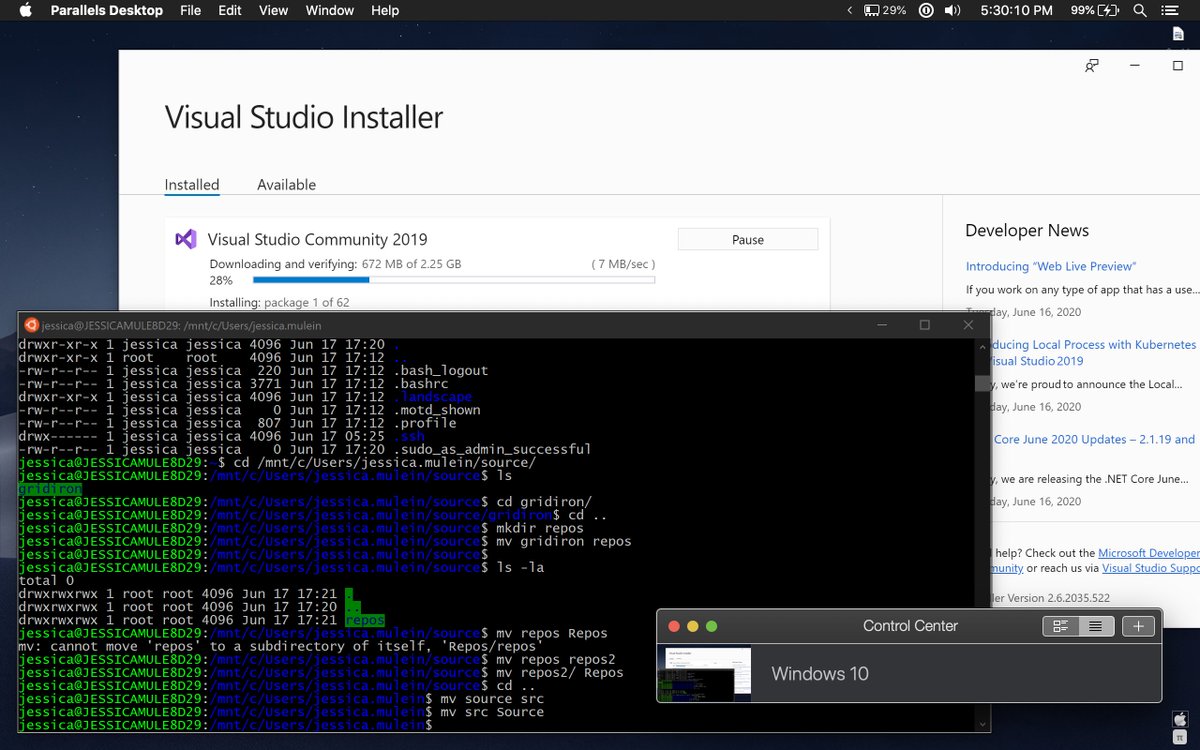 Parallels Desktop File Edit View Window Help 29% 5:30:10 PM 99%
Visual Studio Installer
Installed Available
Visual Studio Community 2019
Pause
Downloading and verifying: 672 MB of 2.25 GB ( 7 MB/sec )
28%
Installing: package 1 of 62
Developer News
Introducing “Web Live Preview”
If you work on any type of app that has a use...
Tuesday, June 16, 2020
ducing Local Process with Kubernetes
isual Studio 2019
, we're proud to announce the Local...
day, June 16, 2020
Core June 2020 Updates – 2.1.19 and
y, we are releasing the .NET Core June...
day, June 16, 2020
help? Check out the Microsoft Developer
munity or reach us via Visual Studio Suppo
ler Version 2.6.2035.522
jessica@JESSICAMULE8D29: /mnt/c/Users/jessica.mulein
drwxr-xr-x 1 jessica jessica 4096 Jun 17 17:20 .
drwxr-xr-x 1 root root 4096 Jun 17 17:12 ..
-rw-r--r-- 1 jessica jessica 220 Jun 17 17:12 .bash_logout
-rw-r--r-- 1 jessica jessica 3771 Jun 17 17:12 .bashrc
drwxr-xr-x 1 jessica jessica 4096 Jun 17 17:12 .landscape
-rw-r--r-- 1 jessica jessica 0 Jun 17 17:12 .motd_shown
-rw-r--r-- 1 jessica jessica 807 Jun 17 17:12 .profile
drwx------ 1 jessica jessica 4096 Jun 17 05:25 .ssh
-rw-r--r-- 1 jessica jessica 0 Jun 17 17:20 .sudo_as_admin_successful
jessica@JESSICAMULE8D29:~$ cd /mnt/c/Users/jessica.mulein/source/
jessica@JESSICAMULE8D29:/mnt/c/Users/jessica.mulein/source$ ls
gridiron
jessica@JESSICAMULE8D29:/mnt/c/Users/jessica.mulein/source$ cd gridiron/
jessica@JESSICAMULE8D29:/mnt/c/Users/jessica.mulein/source/gridiron$ cd ..
jessica@JESSICAMULE8D29:/mnt/c/Users/jessica.mulein/source$ mkdir repos
jessica@JESSICAMULE8D29:/mnt/c/Users/jessica.mulein/source$ mv gridiron repos
jessica@JESSICAMULE8D29:/mnt/c/Users/jessica.mulein/source$
jessica@JESSICAMULE8D29:/mnt/c/Users/jessica.mulein/source$ ls -la
total 0
drwxrwxrwx 1 root root 4096 Jun 17 17:21 .
drwxrwxrwx 1 root root 4096 Jun 17 17:20 ..
drwxrwxrwx 1 root root 4096 Jun 17 17:21 repos
jessica@JESSICAMULE8D29:/mnt/c/Users/jessica.mulein/source$ mv repos Repos
mv: cannot move 'repos' to a subdirectory of itself, 'Repos/repos'
jessica@JESSICAMULE8D29:/mnt/c/Users/jessica.mulein/source$ mv repos repos2
jessica@JESSICAMULE8D29:/mnt/c/Users/jessica.mulein/source$ mv repos2/ Repos
jessica@JESSICAMULE8D29:/mnt/c/Users/jessica.mulein/source$ cd ..
jessica@JESSICAMULE8D29:/mnt/c/Users/jessica.mulein$ mv source src
jessica@JESSICAMULE8D29:/mnt/c/Users/jessica.mulein$ mv src Source
jessica@JESSICAMULE8D29:/mnt/c/Users/jessica.mulein$
Control Center
Windows 10